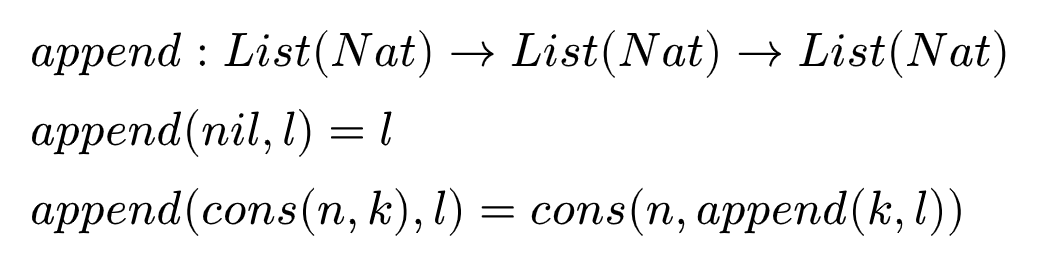 append : List(Nat) → List(Nat) → List(Nat)
append(nil, l) = l
append(cons(n, k), l) = cons(n, append(k, l))